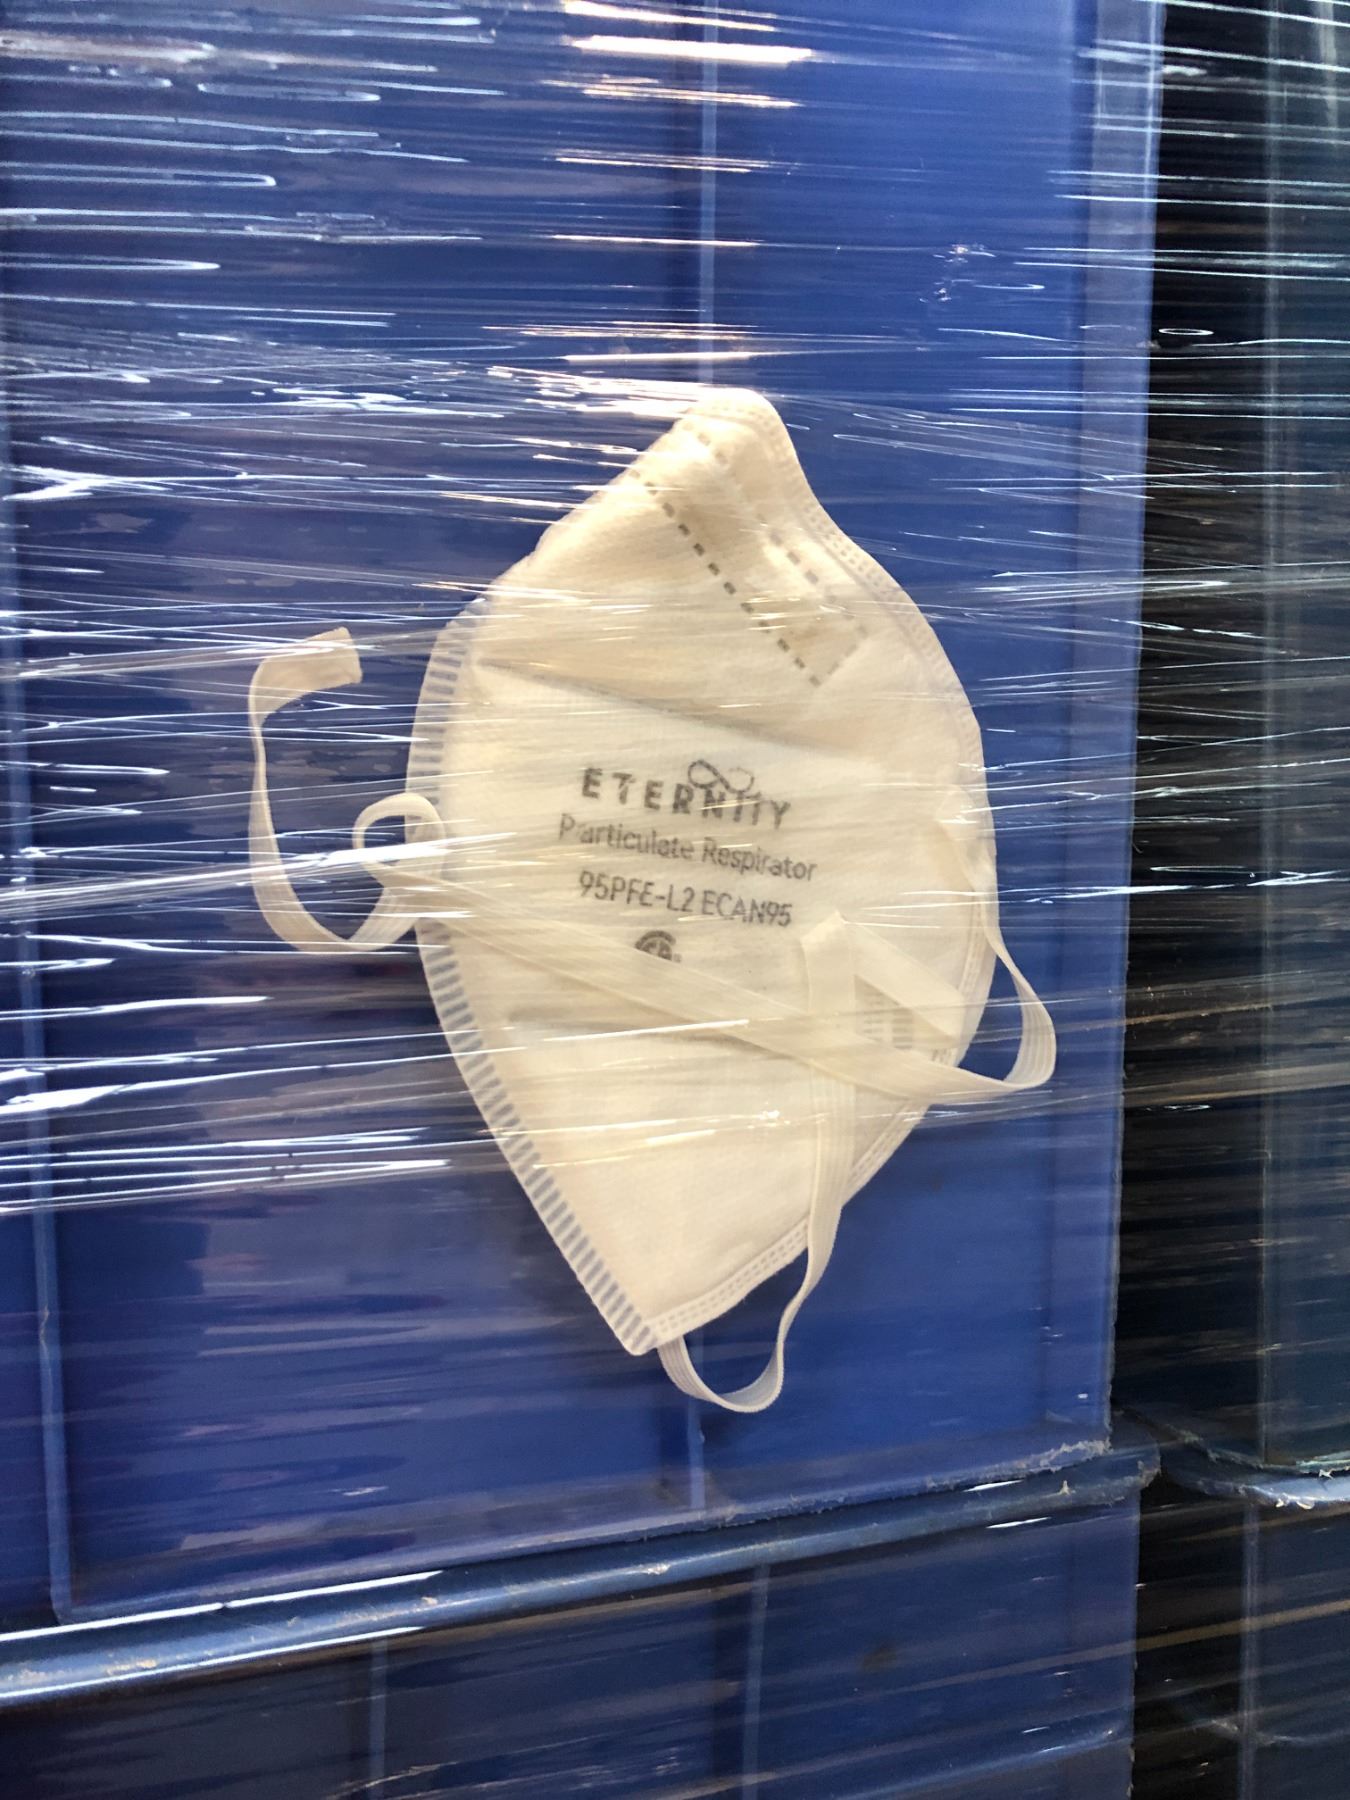 ETERNITY
Particulate Respirator
95PFE-L2 ECAN95